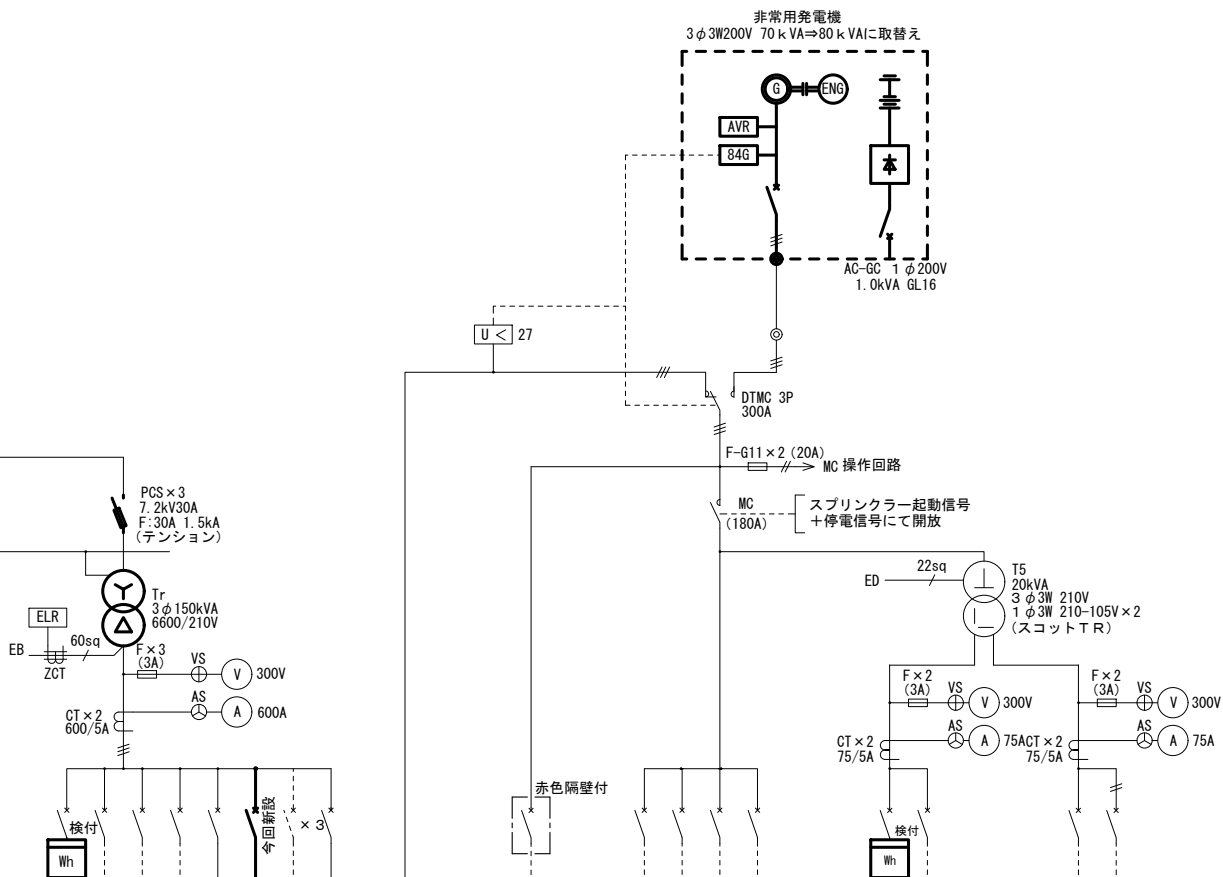 非常用発電機
3φ3W200V 70kVA⇒80kVAに取替え
G
ENG
AVR
84G
AC-GC 1φ200V
1.0kVA GL16
U< 27
DTMC 3P
300A
F-G11×2 (20A)
MC 操作回路
MC
(180A)
スプリンクラー起動信号
+停電信号にて開放
PCS×3
7.2kV30A
F:30A 1.5kA
(テンション)
Tr
3φ150kVA
6600/210V
ELR
EB
60sq
ZCT
F×3
(3A)
VS
V
300V
AS
A
600A
CT×2
600/5A
検付
Wh
今回新設
×3
赤色隔壁付
ED
22sq
T5
20kVA
3φ3W 210V
1φ3W 210-105V×2
(スコットTR)
F×2
(3A)
VS
V
300V
AS
A
75A
CT×2
75/5A
検付
Wh
F×2
(3A)
VS
V
300V
AS
A
75A
CT×2
75/5A